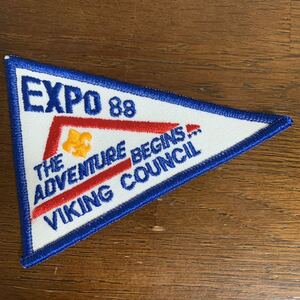 EXPO 88
THE
ADVENTURE BEGINS...
VIKING COUNCIL